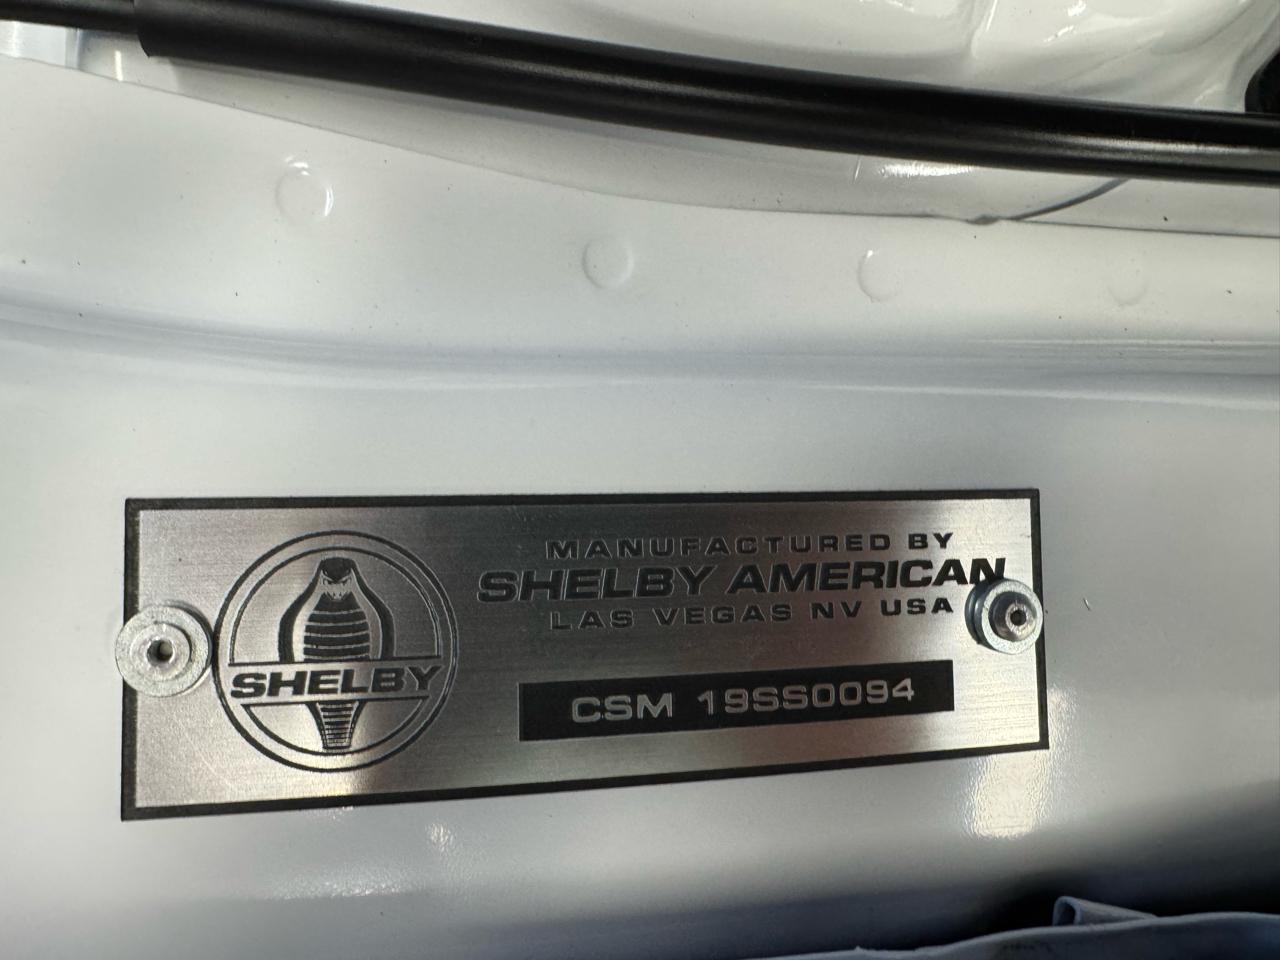 SHELBY
MANUFACTURED BY
SHELBY AMERICAN
LAS VEGAS NV USA
CSM 19SS0094